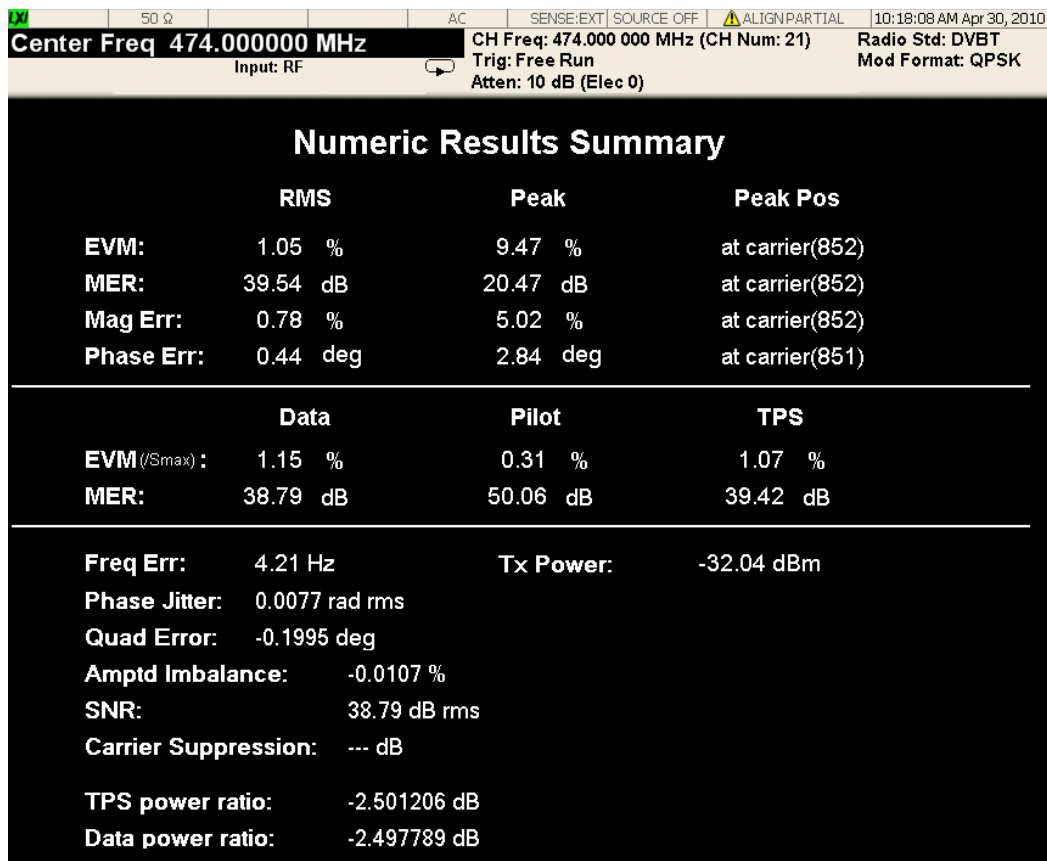 LXI 50 Ω AC SENSE:EXT SOURCE OFF ALIGN PARTIAL 10:18:08 AM Apr 30, 2010
Center Freq 474.000000 MHz CH Freq: 474.000 000 MHz (CH Num: 21) Radio Std: DVBT
Input: RF Trig: Free Run Mod Format: QPSK
Atten: 10 dB (Elec 0)
Numeric Results Summary
RMS Peak Peak Pos
EVM: 1.05 % 9.47 % at carrier(852)
MER: 39.54 dB 20.47 dB at carrier(852)
Mag Err: 0.78 % 5.02 % at carrier(852)
Phase Err: 0.44 deg 2.84 deg at carrier(851)
Data Pilot TPS
EVM(/Smax): 1.15 % 0.31 % 1.07 %
MER: 38.79 dB 50.06 dB 39.42 dB
Freq Err: 4.21 Hz Tx Power: -32.04 dBm
Phase Jitter: 0.0077 rad rms
Quad Error: -0.1995 deg
Amptd Imbalance: -0.0107 %
SNR: 38.79 dB rms
Carrier Suppression: --- dB
TPS power ratio: -2.501206 dB
Data power ratio: -2.497789 dB